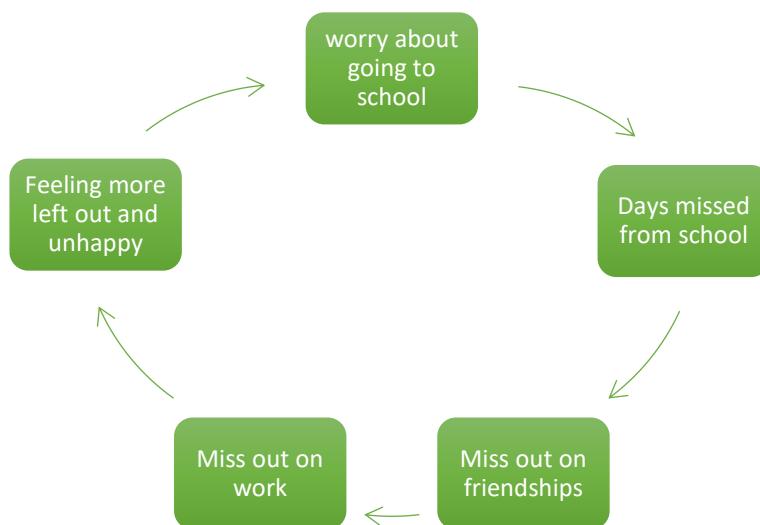 worry about
going to
school
Days missed
from school
Miss out on
friendships
Miss out on
work
Feeling more
left out and
unhappy